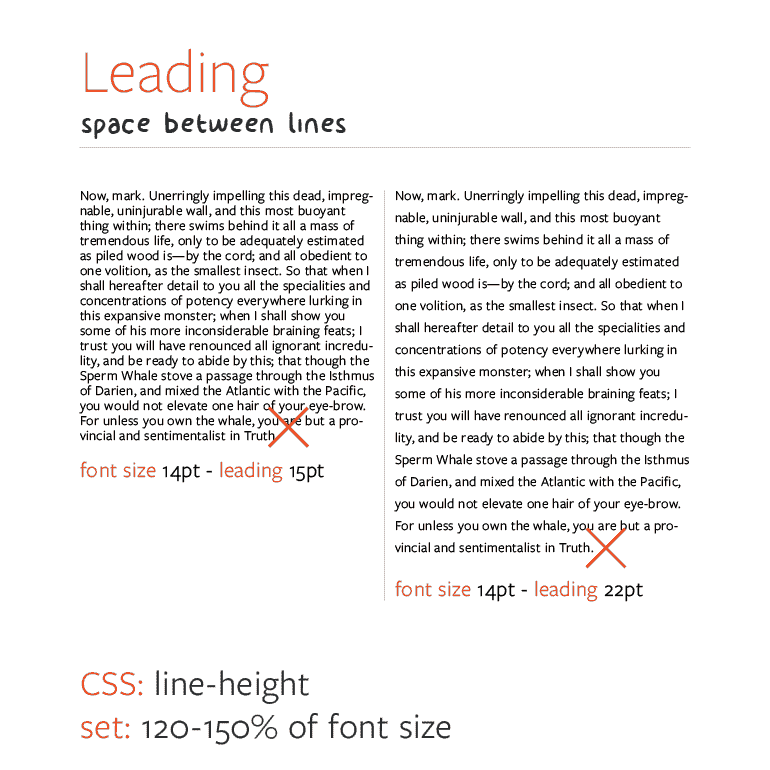 Leading
space between lines
Now, mark. Unerringly impelling this dead, impreg-
nable, uninjurable wall, and this most buoyant
thing within; there swims behind it all a mass of
tremendous life, only to be adequately estimated
as piled wood is—by the cord; and all obedient to
one volition, as the smallest insect. So that when I
shall hereafter detail to you all the specialities and
concentrations of potency everywhere lurking in
this expansive monster; when I shall show you
some of his more inconsiderable braining feats; I
trust you will have renounced all ignorant incredu-
lity, and be ready to abide by this; that though the
Sperm Whale stove a passage through the Isthmus
of Darien, and mixed the Atlantic with the Pacific,
you would not elevate one hair of your eye-brow.
For unless you own the whale, you are but a pro-
vincial and sentimentalist in Truth.
font size 14pt - leading 15pt
Now, mark. Unerringly impelling this dead, impreg-
nable, uninjurable wall, and this most buoyant
thing within; there swims behind it all a mass of
tremendous life, only to be adequately estimated
as piled wood is—by the cord; and all obedient to
one volition, as the smallest insect. So that when I
shall hereafter detail to you all the specialities and
concentrations of potency everywhere lurking in
this expansive monster; when I shall show you
some of his more inconsiderable braining feats; I
trust you will have renounced all ignorant incredu-
lity, and be ready to abide by this; that though the
Sperm Whale stove a passage through the Isthmus
of Darien, and mixed the Atlantic with the Pacific,
you would not elevate one hair of your eye-brow.
For unless you own the whale, you are but a pro-
vincial and sentimentalist in Truth.
font size 14pt - leading 22pt
CSS: line-height
set: 120-150% of font size